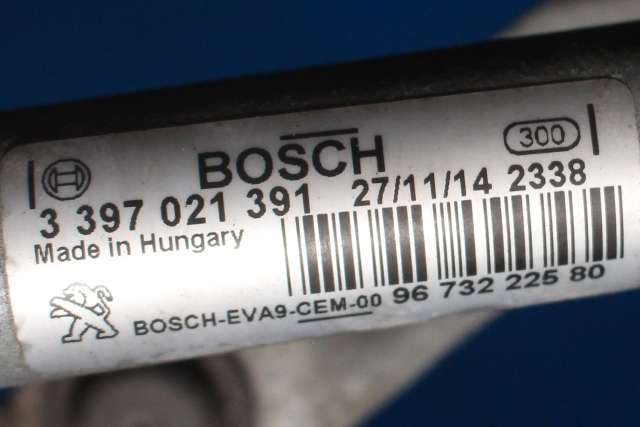 BOSCH
300
3 397 021 391 27/11/14 2338
Made in Hungary
BOSCH-EVA9-CEM-00 96 732 225 80